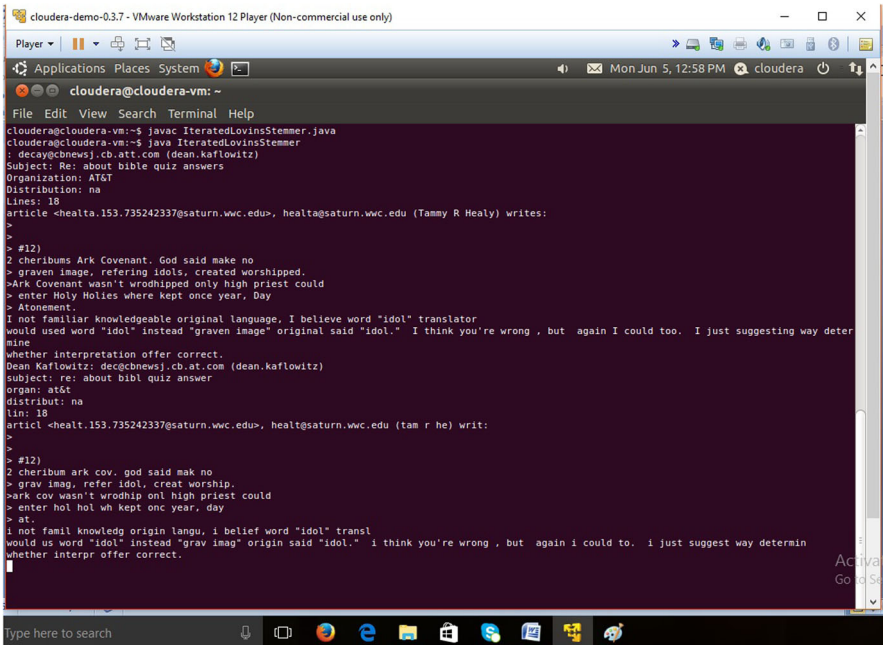 cloudera-demo-0.3.7 - VMware Workstation 12 Player (Non-commercial use only)
Player
Applications Places System Mon Jun 5, 12:58 PM cloudera
cloudera@cloudera-vm: ~
File Edit View Search Terminal Help
cloudera@cloudera-vm:~$ javac IteratedLovinsStemmer.java
cloudera@cloudera-vm:~$ java IteratedLovinsStemmer
: decay@cbnewsj.cb.att.com (dean.kaflowitz)
Subject: Re: about bible quiz answers
Organization: AT&T
Distribution: na
Lines: 18
article <healta.153.735242337@saturn.wwc.edu>, healta@saturn.wwc.edu (Tammy R Healy) writes:
>
>
> #12)
2 cheribums Ark Covenant. God said make no
> graven image, refering idols, created worshipped.
>Ark Covenant wasn't wrodhipped only high priest could
> enter Holy Holies where kept once year, Day
> Atonement.
I not familiar knowledgeable original language, I believe word "idol" translator
would used word "idol" instead "graven image" original said "idol." I think you're wrong , but again I could too. I just suggesting way deter
mine
whether interpretation offer correct.
Dean Kaflowitz: dec@cbnewsj.cb.at.com (dean.kaflowitz)
subject: re: about bibl quiz answer
organ: at&t
distribut: na
lin: 18
articl <healt.153.735242337@saturn.wwc.edu>, healt@saturn.wwc.edu (tam r he) writ:
>
>
> #12)
2 cheribum ark cov. god said mak no
> grav imag, refer idol, creat worship.
>ark cov wasn't wrodhip onl high priest could
> enter hol hol wh kept onc year, day
> at.
i not famil knowledg origin langu, i belief word "idol" transl
would us word "idol" instead "grav imag" origin said "idol." i think you're wrong , but again i could to. i just suggest way determin
whether interpr offer correct.
Activa
Go to Se
Type here to search